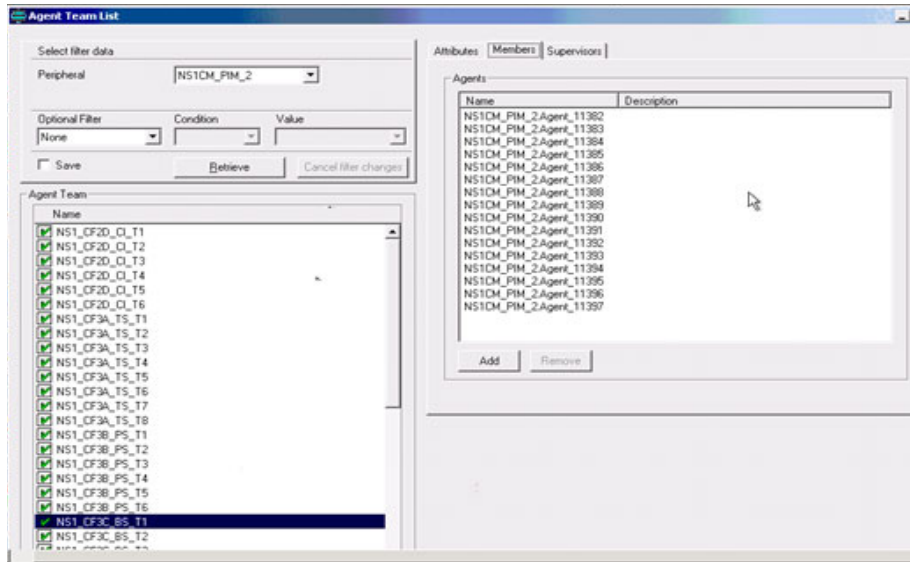 Agent Team List
Select filter data
Peripheral
NS1CM_PIM_2
Optional Filter
Condition
Value
None
Save
Retrieve
Cancel filter changes
Agent Team
Name
NS1_CF2D_CI_T1
NS1_CF2D_CI_T2
NS1_CF2D_CI_T3
NS1_CF2D_CI_T4
NS1_CF2D_CI_T5
NS1_CF2D_CI_T6
NS1_CF3A_TS_T1
NS1_CF3A_TS_T2
NS1_CF3A_TS_T3
NS1_CF3A_TS_T4
NS1_CF3A_TS_T5
NS1_CF3A_TS_T6
NS1_CF3A_TS_T7
NS1_CF3A_TS_T8
NS1_CF3B_PS_T1
NS1_CF3B_PS_T2
NS1_CF3B_PS_T3
NS1_CF3B_PS_T4
NS1_CF3B_PS_T5
NS1_CF3B_PS_T6
NS1_CF3C_BS_T1
NS1_CF3C_BS_T2
Attributes Members Supervisors
Agents
Name Description
NS1CM_PIM_2.Agent_11382
NS1CM_PIM_2.Agent_11383
NS1CM_PIM_2.Agent_11384
NS1CM_PIM_2.Agent_11385
NS1CM_PIM_2.Agent_11386
NS1CM_PIM_2.Agent_11387
NS1CM_PIM_2.Agent_11388
NS1CM_PIM_2.Agent_11389
NS1CM_PIM_2.Agent_11390
NS1CM_PIM_2.Agent_11391
NS1CM_PIM_2.Agent_11392
NS1CM_PIM_2.Agent_11393
NS1CM_PIM_2.Agent_11394
NS1CM_PIM_2.Agent_11395
NS1CM_PIM_2.Agent_11396
NS1CM_PIM_2.Agent_11397
Add
Remove